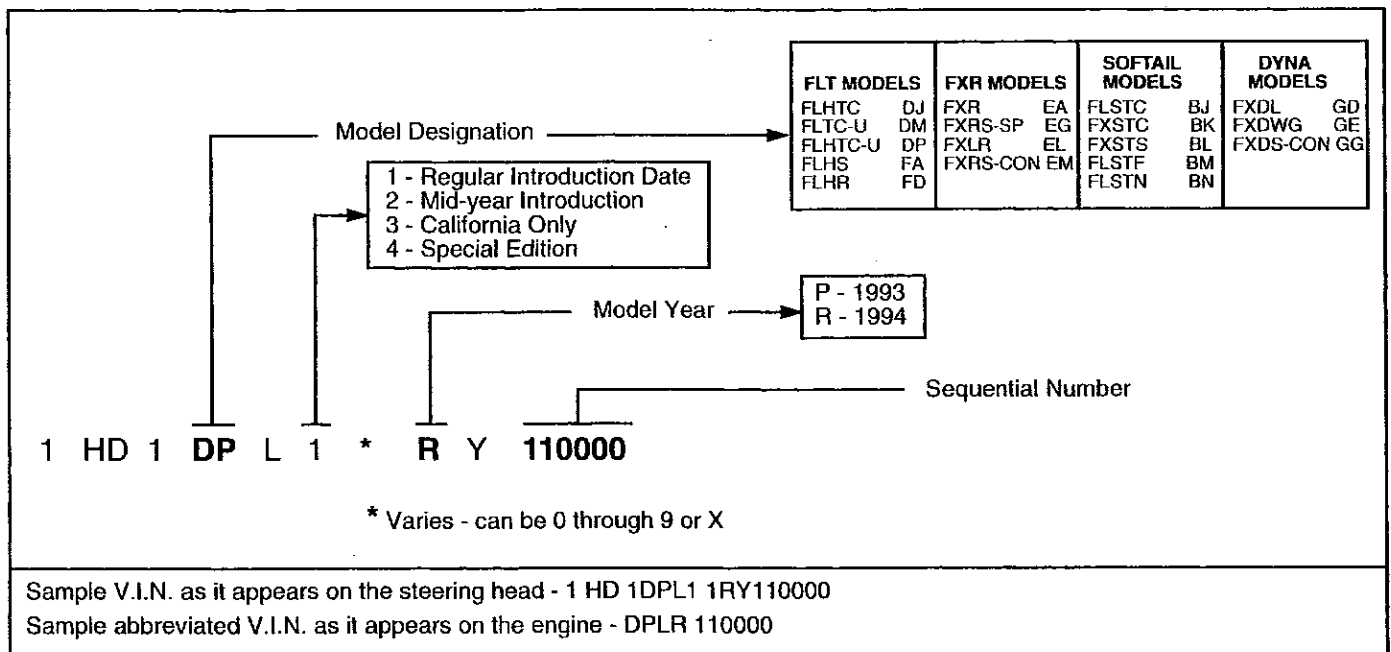 FLT MODELS FXR MODELS SOFTAIL MODELS DYNA MODELS
FLHTC DJ FXR EA FLSTC BJ FXDL GD
FLTC-U DM FXRS-SP EG FXSTC BK FXDWG GE
FLHTC-U DP FXLR EL FXSTS BL FXDS-CON GG
FLHS FA FXRS-CON EM FLSTF BM
FLHR FD FLSTN BN
Model Designation
1 - Regular Introduction Date
2 - Mid-year Introduction
3 - California Only
4 - Special Edition
Model Year
P - 1993
R - 1994
Sequential Number
1 HD 1 DP L 1 * R Y 110000
* Varies - can be 0 through 9 or X
Sample V.I.N. as it appears on the steering head - 1 HD 1DPL1 1RY110000
Sample abbreviated V.I.N. as it appears on the engine - DPLR 110000